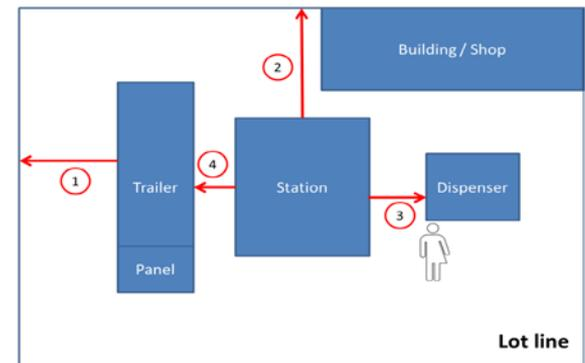 Building / Shop
2
4
1
Trailer
Station
Dispenser
3
Panel
Lot line